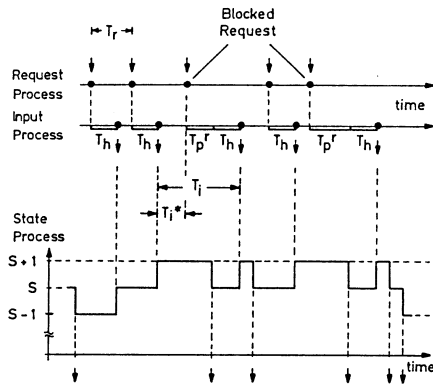 Blocked
Request
T_r
Request
Process
time
Input
Process
T_h T_h T_p^r T_h T_h T_p^r T_h
T_i
T_i*
State
Process
S+1
S
S-1
time